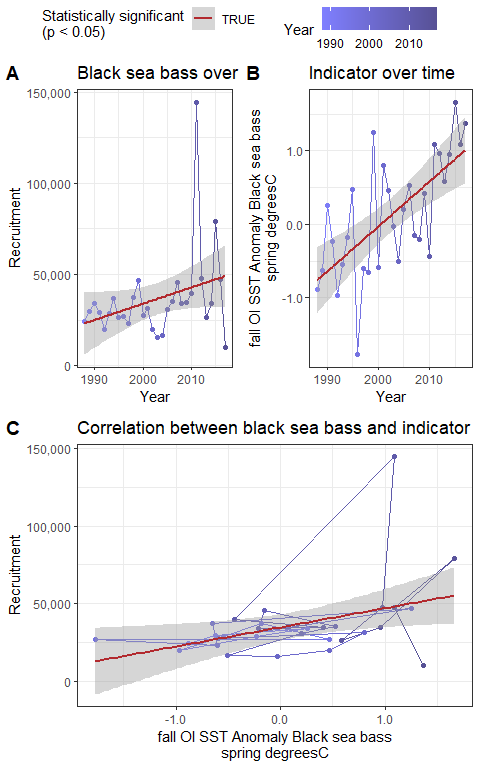 Statistically significant
(p < 0.05)
TRUE
Year
1990 2000 2010
A
Black sea bass over
B
Indicator over time
150,000
100,000
50,000
0
Recruitment
1990 2000 2010
Year
fall OI SST Anomaly Black sea bass
spring degreesC
1.0
0.0
-1.0
1990 2000 2010
Year
C
Correlation between black sea bass and indicator
150,000
100,000
50,000
0
Recruitment
-1.0 0.0 1.0
fall OI SST Anomaly Black sea bass
spring degreesC